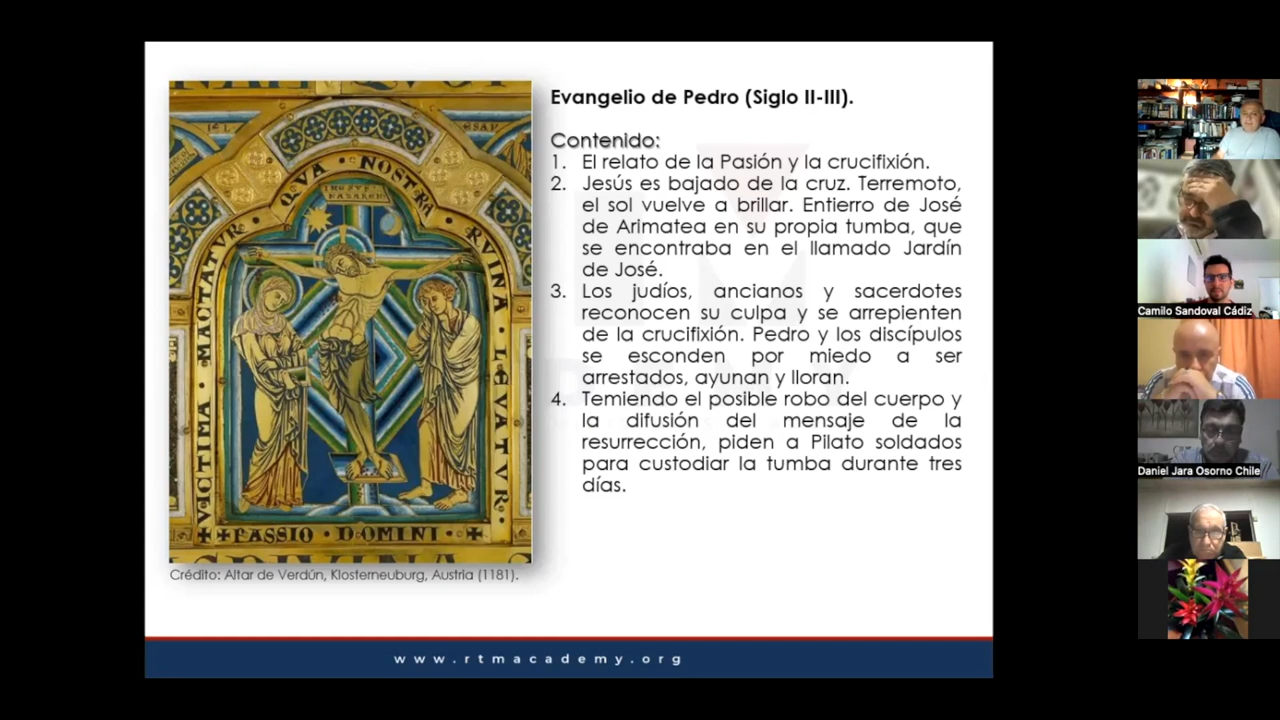 Evangelio de Pedro (Siglo II-III).
Contenido:
1. El relato de la Pasión y la crucifixión.
2. Jesús es bajado de la cruz. Terremoto,
el sol vuelve a brillar. Entierro de José
de Arimatea en su propia tumba, que
se encontraba en el llamado Jardín
de José.
3. Los judíos, ancianos y sacerdotes
reconocen su culpa y se arrepienten
de la crucifixión. Pedro y los discípulos
se esconden por miedo a ser
arrestados, ayunan y lloran.
4. Temiendo el posible robo del cuerpo y
la difusión del mensaje de la
resurrección, piden a Pilato soldados
para custodiar la tumba durante tres
días.
VICTIMA · MACTATVR · QVA · NOSTRA · RVINA · LEVATVR ·
PASSIO · DOMINI ·
Crédito: Altar de Verdún, Klosterneuburg, Austria (1181).
www.rtmacademy.org
Camilo Sandoval Cádiz
Daniel Jara Osorno Chile